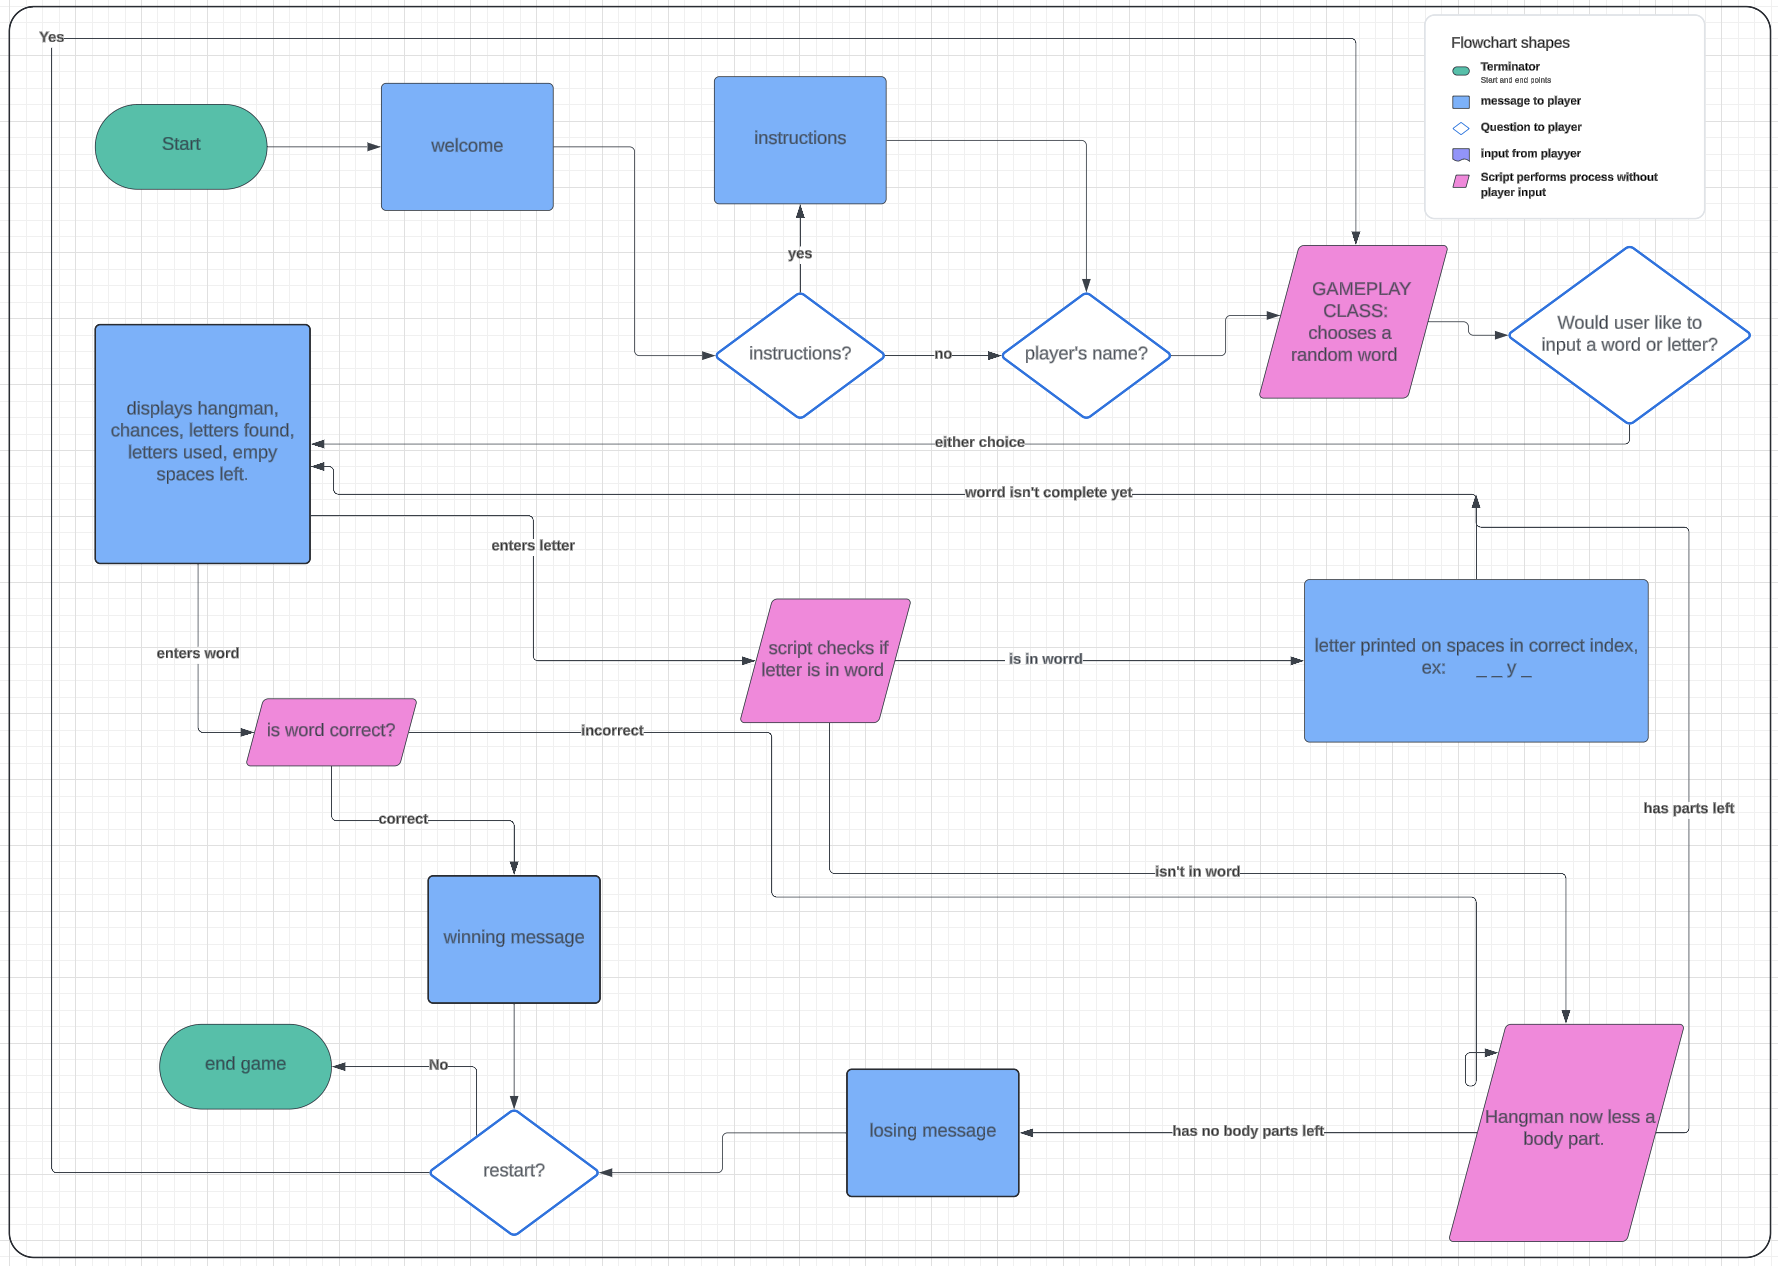 Yes
Flowchart shapes
Terminator
Start and end points
message to player
Question to player
input from playyer
Script performs process without
player input
Start
welcome
instructions
yes
instructions?
no
player's name?
GAMEPLAY
CLASS:
chooses a
random word
Would user like to
input a word or letter?
displays hangman,
chances, letters found,
letters used, empy
spaces left.
either choice
worrd isn't complete yet
enters letter
enters word
script checks if
letter is in word
is in worrd
letter printed on spaces in correct index,
ex: _ _ y _
is word correct?
incorrect
correct
has parts left
isn't in word
winning message
end game
No
restart?
losing message
has no body parts left
Hangman now less a
body part.